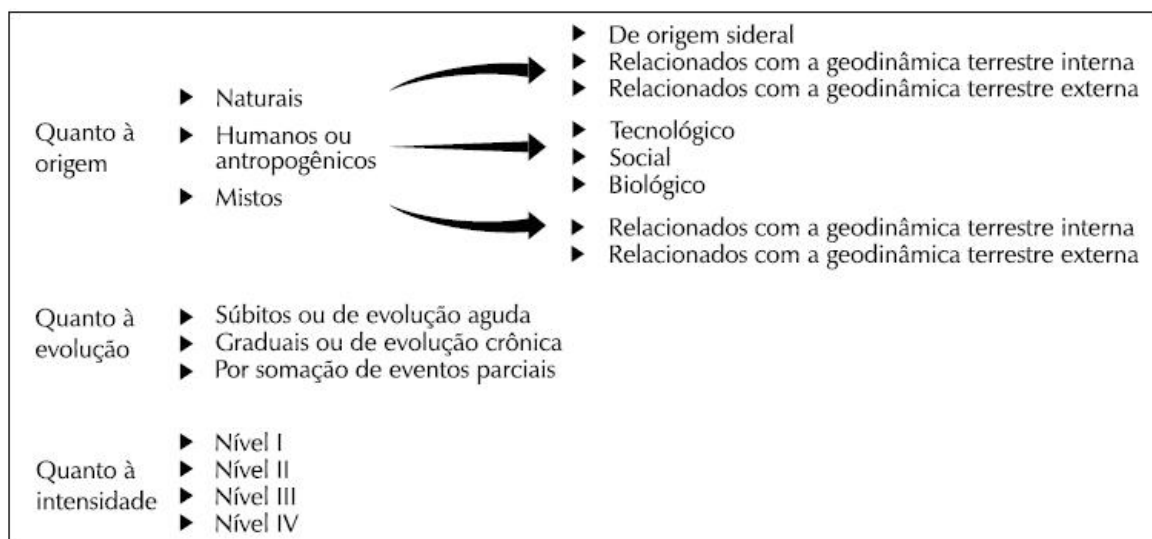 Quanto à
origem
▶ Naturais
▶ Humanos ou
antropogênicos
▶ Mistos
▶ De origem sideral
▶ Relacionados com a geodinâmica terrestre interna
▶ Relacionados com a geodinâmica terrestre externa
▶ Tecnológico
▶ Social
▶ Biológico
▶ Relacionados com a geodinâmica terrestre interna
▶ Relacionados com a geodinâmica terrestre externa
Quanto à
evolução
▶ Súbitos ou de evolução aguda
▶ Graduais ou de evolução crônica
▶ Por somação de eventos parciais
Quanto à
intensidade
▶ Nível I
▶ Nível II
▶ Nível III
▶ Nível IV